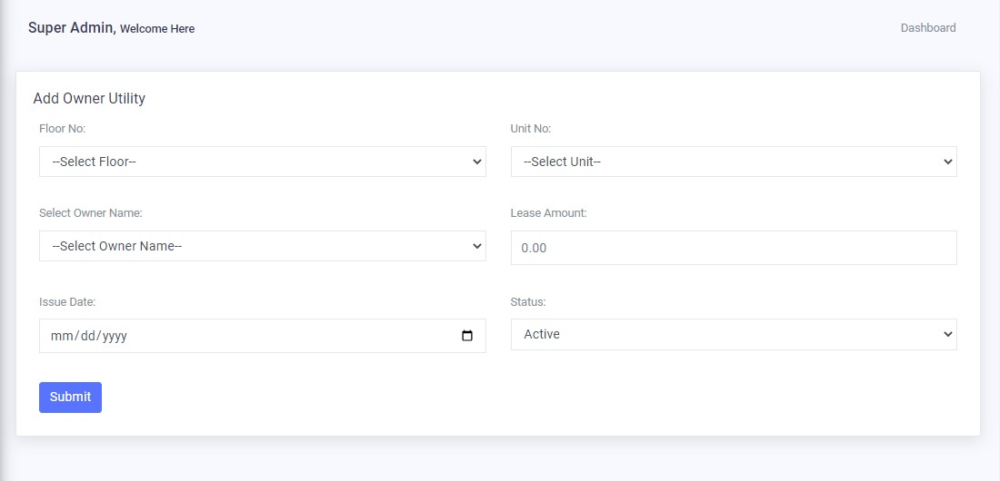 Super Admin, Welcome Here
Dashboard
Add Owner Utility
Floor No:
Unit No:
--Select Floor--
--Select Unit--
Select Owner Name:
Lease Amount:
--Select Owner Name--
0.00
Issue Date:
Status:
mm/dd/yyyy
Active
Submit